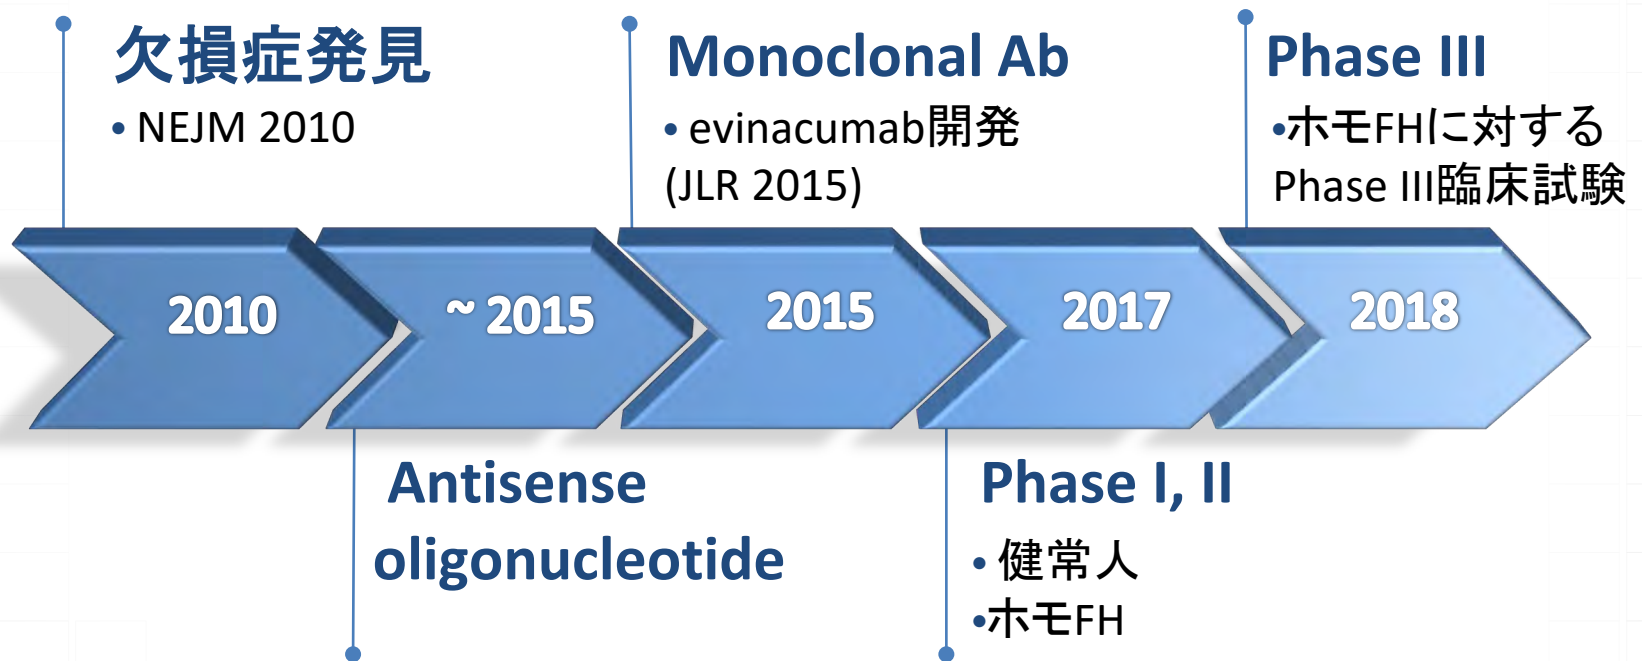 欠損症発見
• NEJM 2010
Monoclonal Ab
• evinacumab開発
(JLR 2015)
Phase III
•ホモFHに対する
Phase III臨床試験
2010
~ 2015
2015
2017
2018
Antisense
oligonucleotide
Phase I, II
• 健常人
•ホモFH